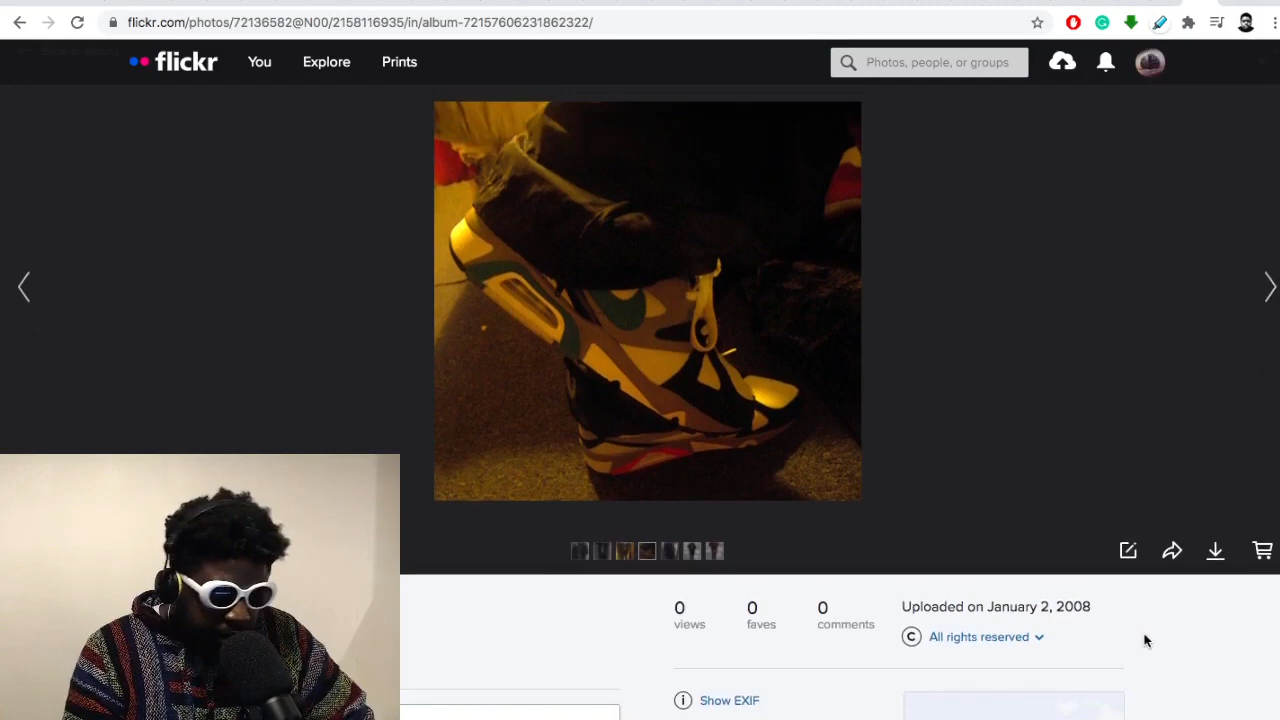 flickr.com/photos/72136582@N00/2158116935/in/album-72157606231862322/
flickr You Explore Prints Photos, people, or groups
0 0 0 Uploaded on January 2, 2008
views faves comments
C All rights reserved
i Show EXIF